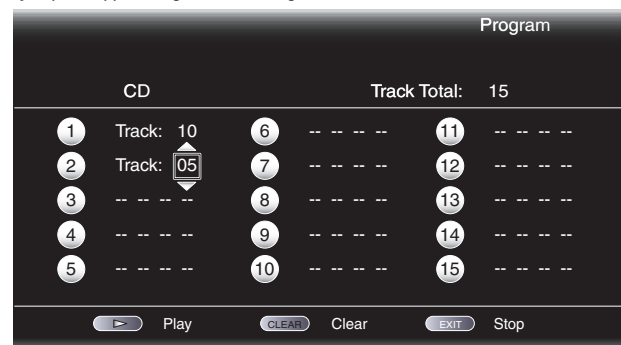 Program
CD Track Total: 15
1 Track: 10 6 -- -- -- -- 11 -- -- -- --
2 Track: 05 7 -- -- -- -- 12 -- -- -- --
3 -- -- -- -- 8 -- -- -- -- 13 -- -- -- --
4 -- -- -- -- 9 -- -- -- -- 14 -- -- -- --
5 -- -- -- -- 10 -- -- -- -- 15 -- -- -- --
Play CLEAR Clear EXIT Stop